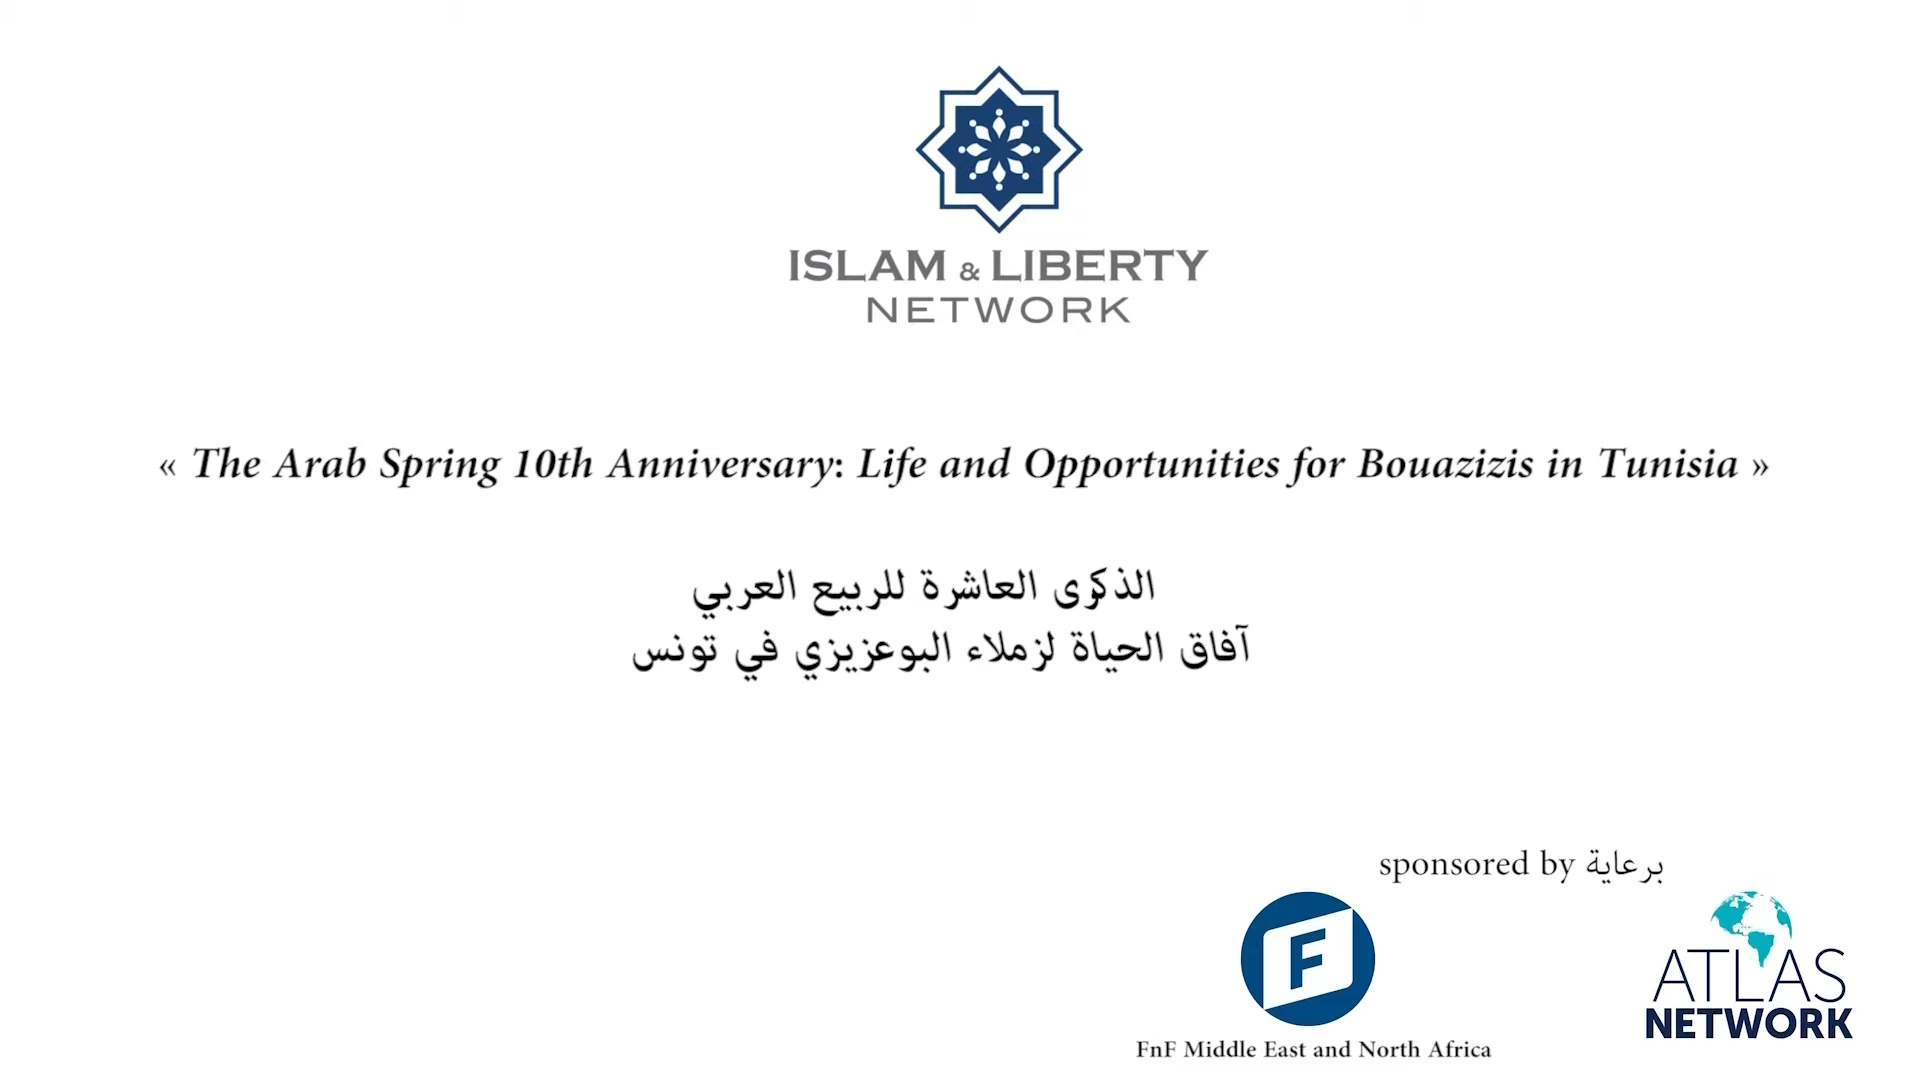 ISLAM & LIBERTY
NETWORK
« The Arab Spring 10th Anniversary: Life and Opportunities for Bouazizis in Tunisia »
الذكرى العاشرة للربيع العربي
آفاق الحياة لزملاء البوعزيزي في تونس
sponsored by برعاية
F
FnF Middle East and North Africa
ATLAS
NETWORK